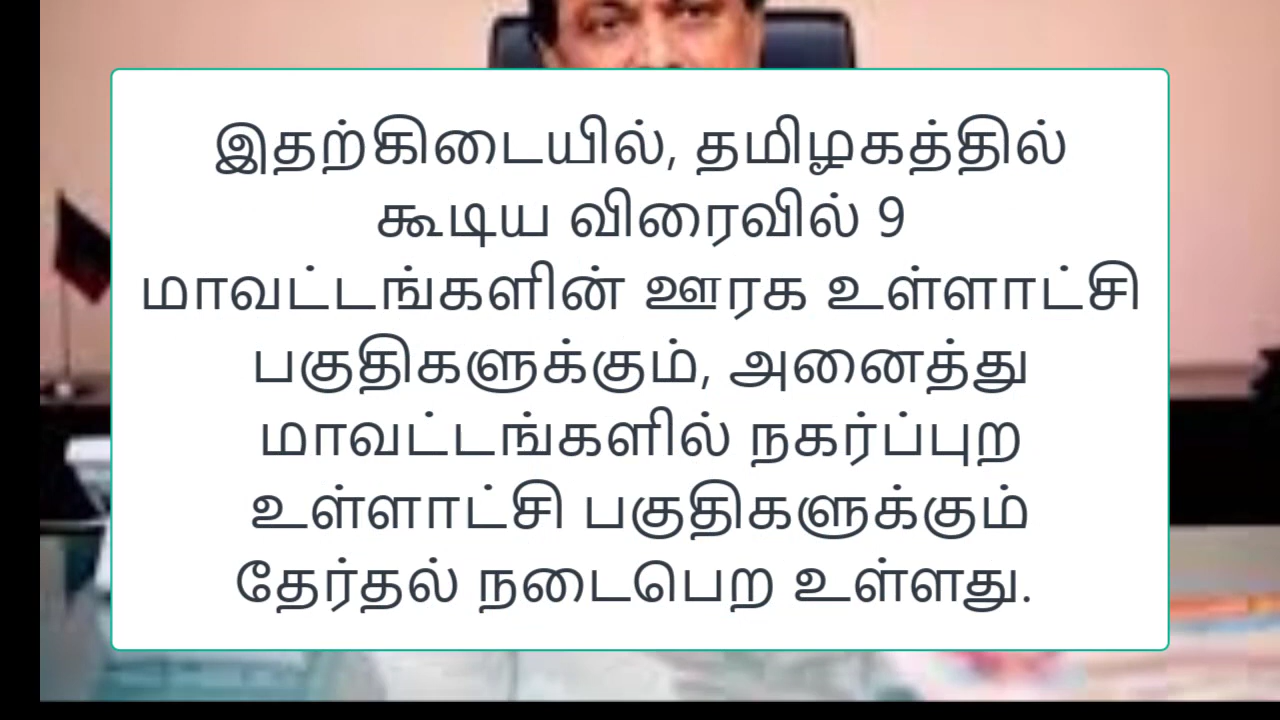 இதற்கிடையில், தமிழகத்தில்
கூடிய விரைவில் 9
மாவட்டங்களின் ஊரக உள்ளாட்சி
பகுதிகளுக்கும், அனைத்து
மாவட்டங்களில் நகர்ப்புற
உள்ளாட்சி பகுதிகளுக்கும்
தேர்தல் நடைபெற உள்ளது.